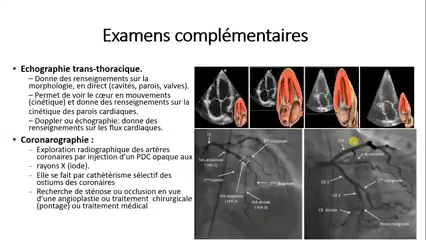 Examens complémentaires
• Echographie trans-thoracique.
– Donne des renseignements sur la
morphologie, en direct (cavités, parois, valves).
– Permet de voir le cœur en mouvements
(cinétique) et donne des renseignements sur la
cinétique des parois cardiaques.
– Doppler ou échographie: donne des
renseignements sur les flux cardiaques.
• Coronarographie :
– Exploration radiographique des artères
coronaires par injection d'un PDC opaque aux
– rayons X (iode).
– Elle se fait par cathétérisme sélectif des
ostiums des coronaires
– Recherche de sténose ou occlusion en vue
d'une angioplastie ou traitement chirurgicale
(pontage) ou traitement médical